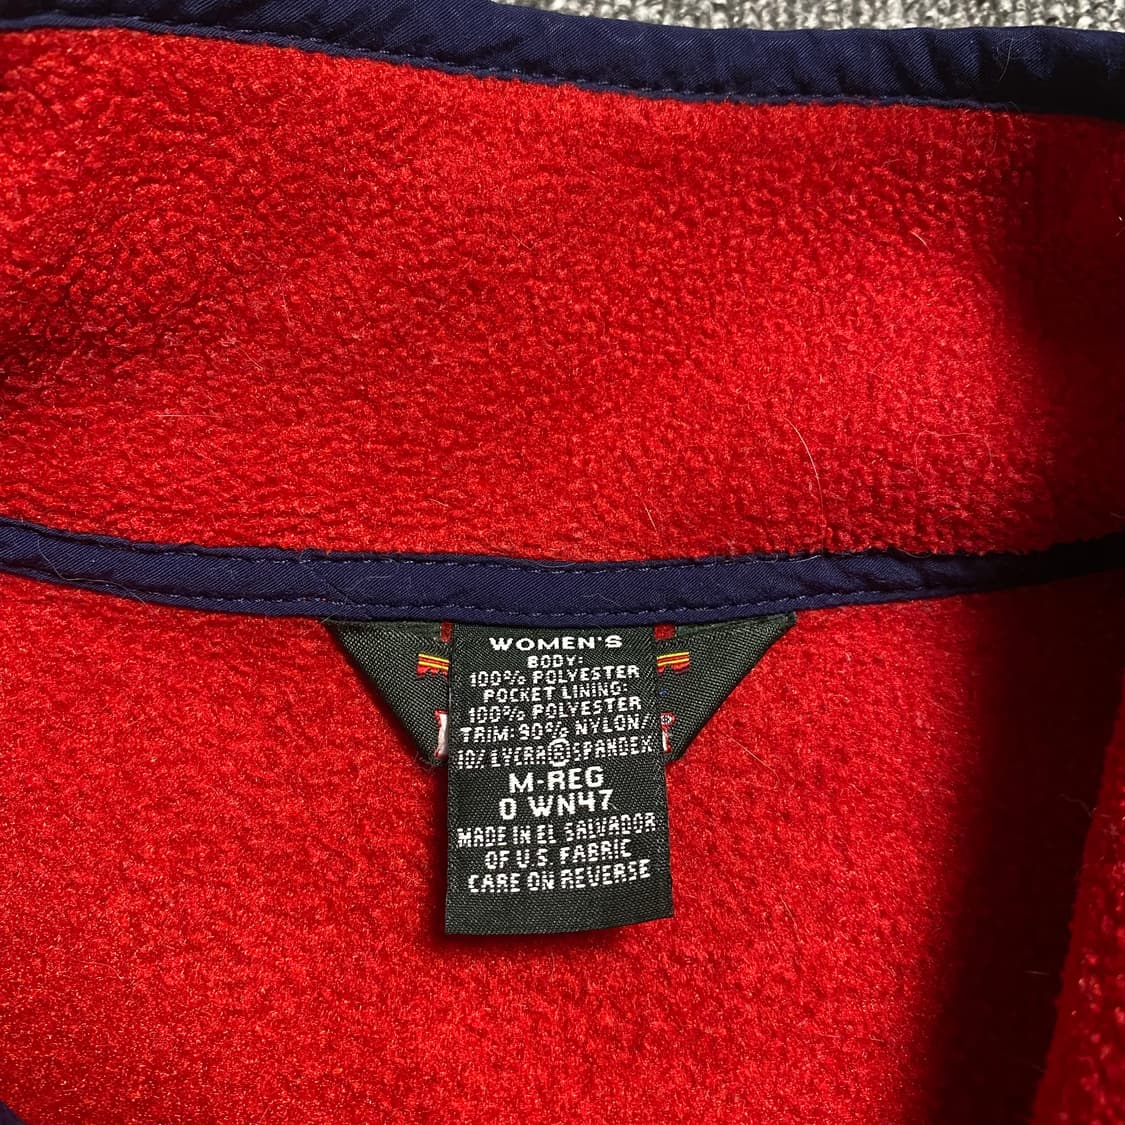 WOMEN'S
BODY:
100% POLYESTER
POCKET LINING:
100% POLYESTER
TRIM: 90% NYLON/
10% LYCRA® SPANDEX
M-REG
0 WN47
MADE IN EL SALVADOR
OF U.S. FABRIC
CARE ON REVERSE